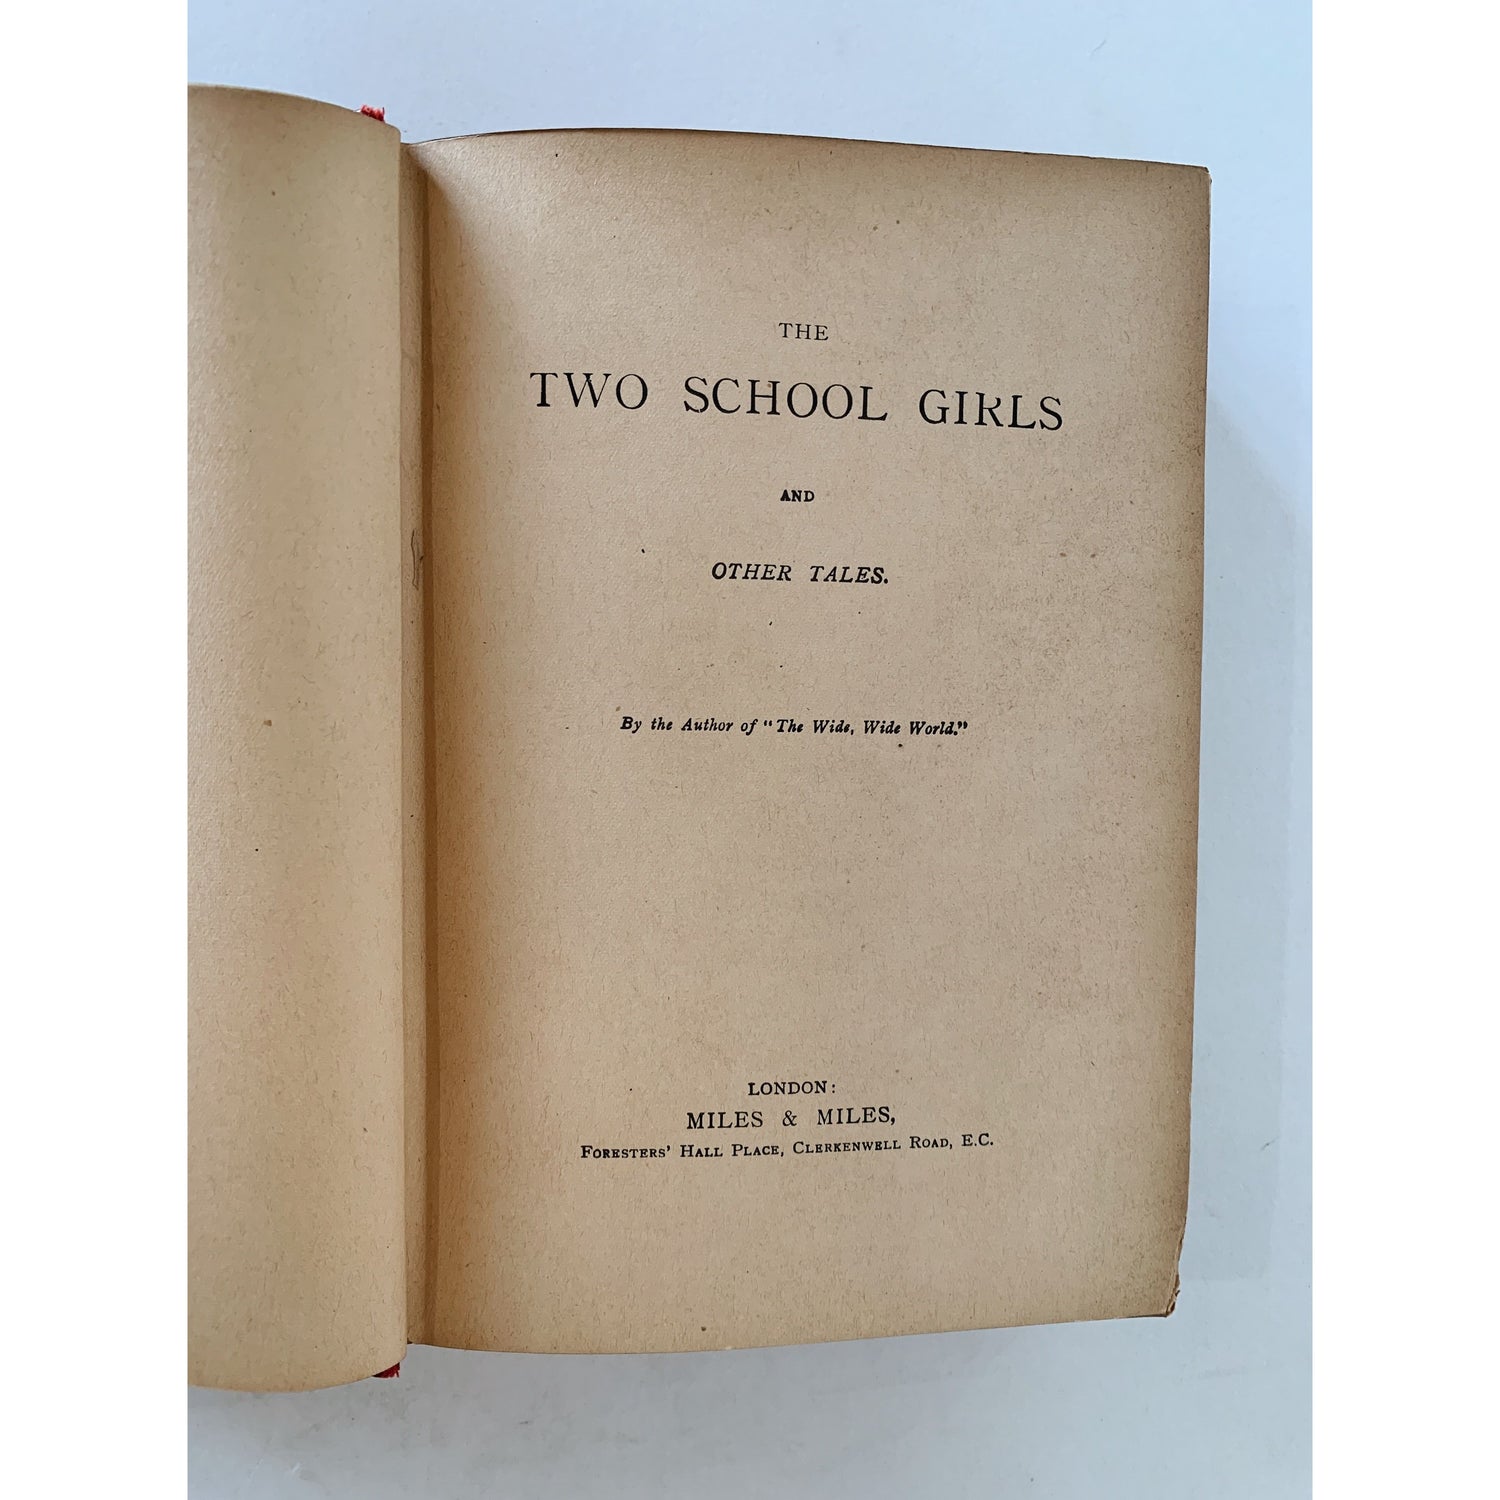 THE
TWO SCHOOL GIRLS
AND
OTHER TALES.
By the Author of "The Wide, Wide World."
LONDON:
MILES & MILES,
FORESTERS' HALL PLACE, CLERKENWELL ROAD, E.C.